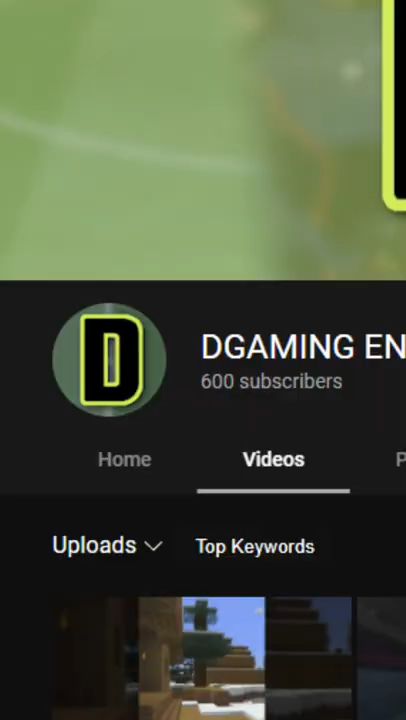 D
DGAMING EN
600 subscribers
Home
Videos
P
Uploads
Top Keywords